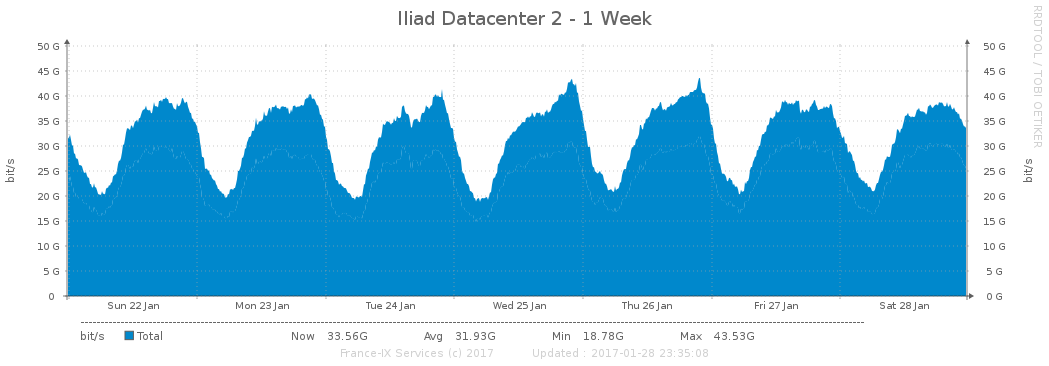 Iliad Datacenter 2 - 1 Week
RRDTOOL / TOBI OETIKER
bit/s
50 G
45 G
40 G
35 G
30 G
25 G
20 G
15 G
10 G
5 G
0
50 G
45 G
40 G
35 G
30 G
25 G
20 G
15 G
10 G
5 G
0 G
bit/s
Sun 22 Jan Mon 23 Jan Tue 24 Jan Wed 25 Jan Thu 26 Jan Fri 27 Jan Sat 28 Jan
bit/s Total Now 33.56G Avg 31.93G Min 18.78G Max 43.53G
France-IX Services (c) 2017 Updated : 2017-01-28 23:35:08